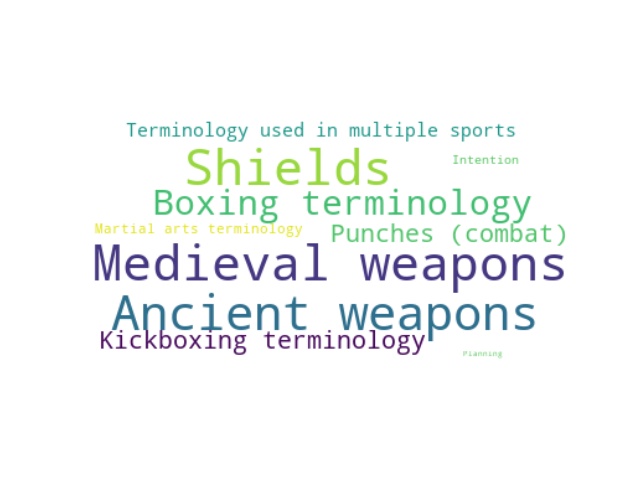 Terminology used in multiple sports
Shields
Intention
Boxing terminology
Martial arts terminology
Punches (combat)
Medieval weapons
Ancient weapons
Kickboxing terminology
Planning